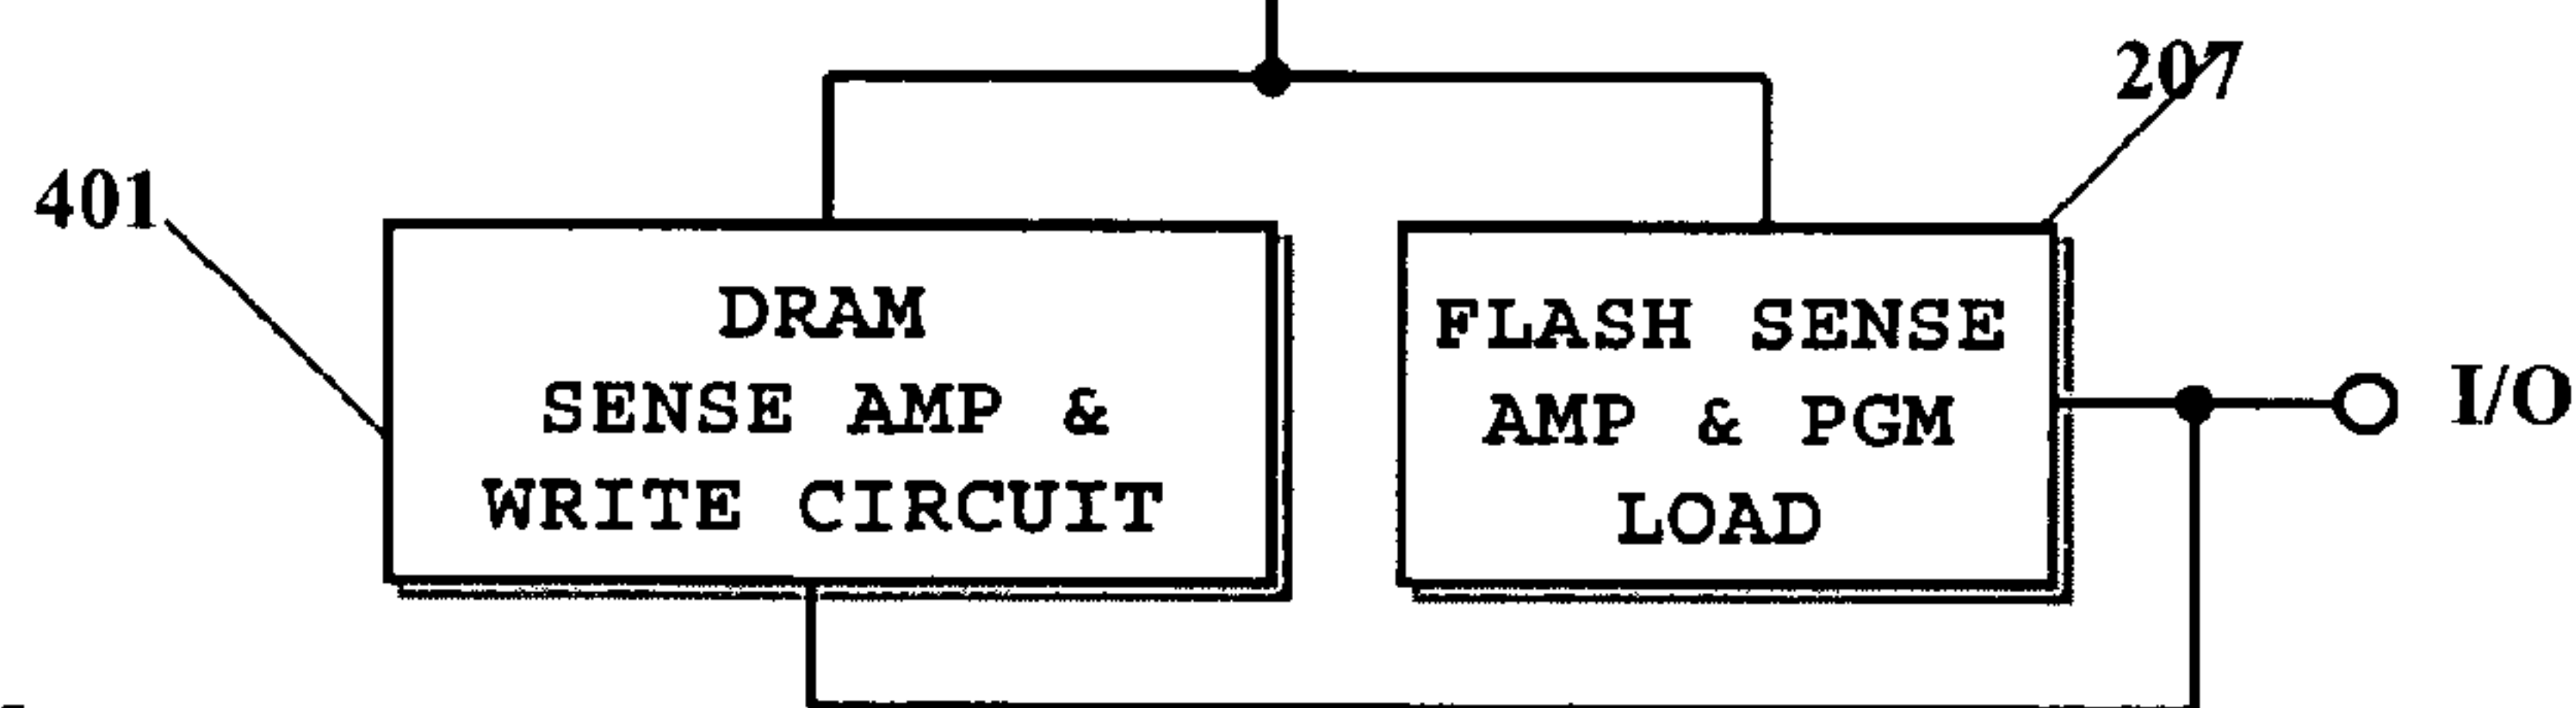 207
401
DRAM
SENSE AMP &
WRITE CIRCUIT
FLASH SENSE
AMP & PGM
LOAD
I/O